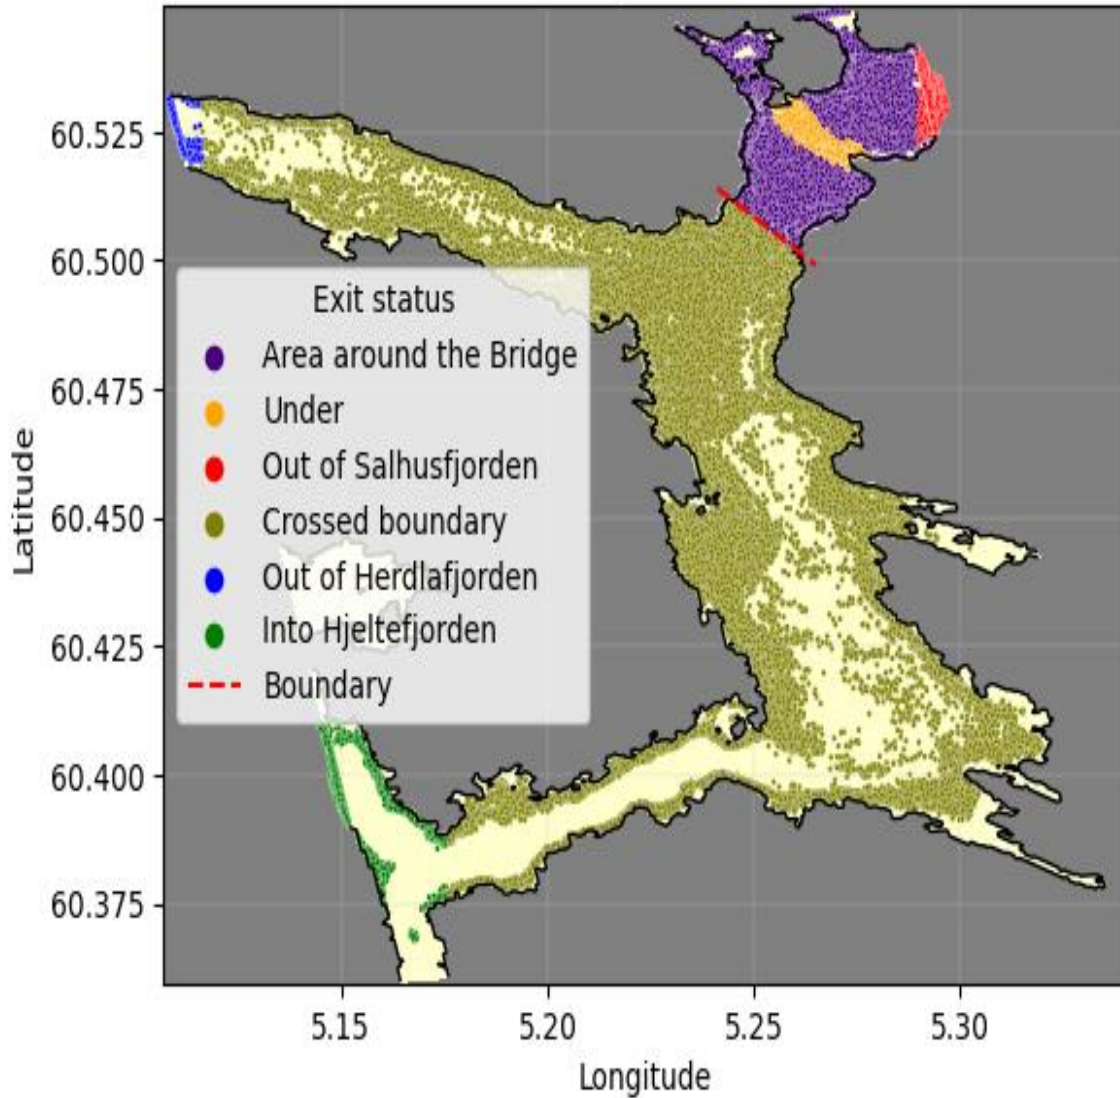 60.525
60.500
60.475
60.450
60.425
60.400
60.375
Latitude
Exit status
Area around the Bridge
Under
Out of Salhusfjorden
Crossed boundary
Out of Herdlafjorden
Into Hjeltefjorden
Boundary
5.15 5.20 5.25 5.30
Longitude